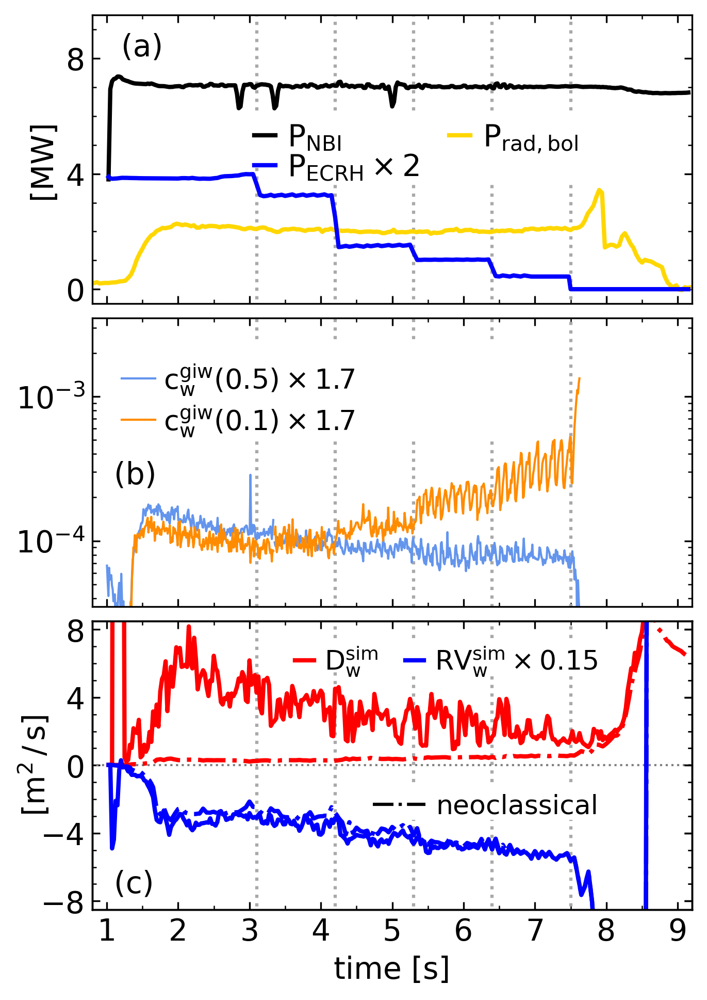 (a)
8
4
0
[MW]
P_NBI P_rad, bol
P_ECRH × 2
10⁻³
10⁻⁴
c_w^giw(0.5) × 1.7
c_w^giw(0.1) × 1.7
(b)
8
4
0
−4
−8
[m² / s]
D_w^sim RV_w^sim × 0.15
neoclassical
(c)
1 2 3 4 5 6 7 8 9
time [s]